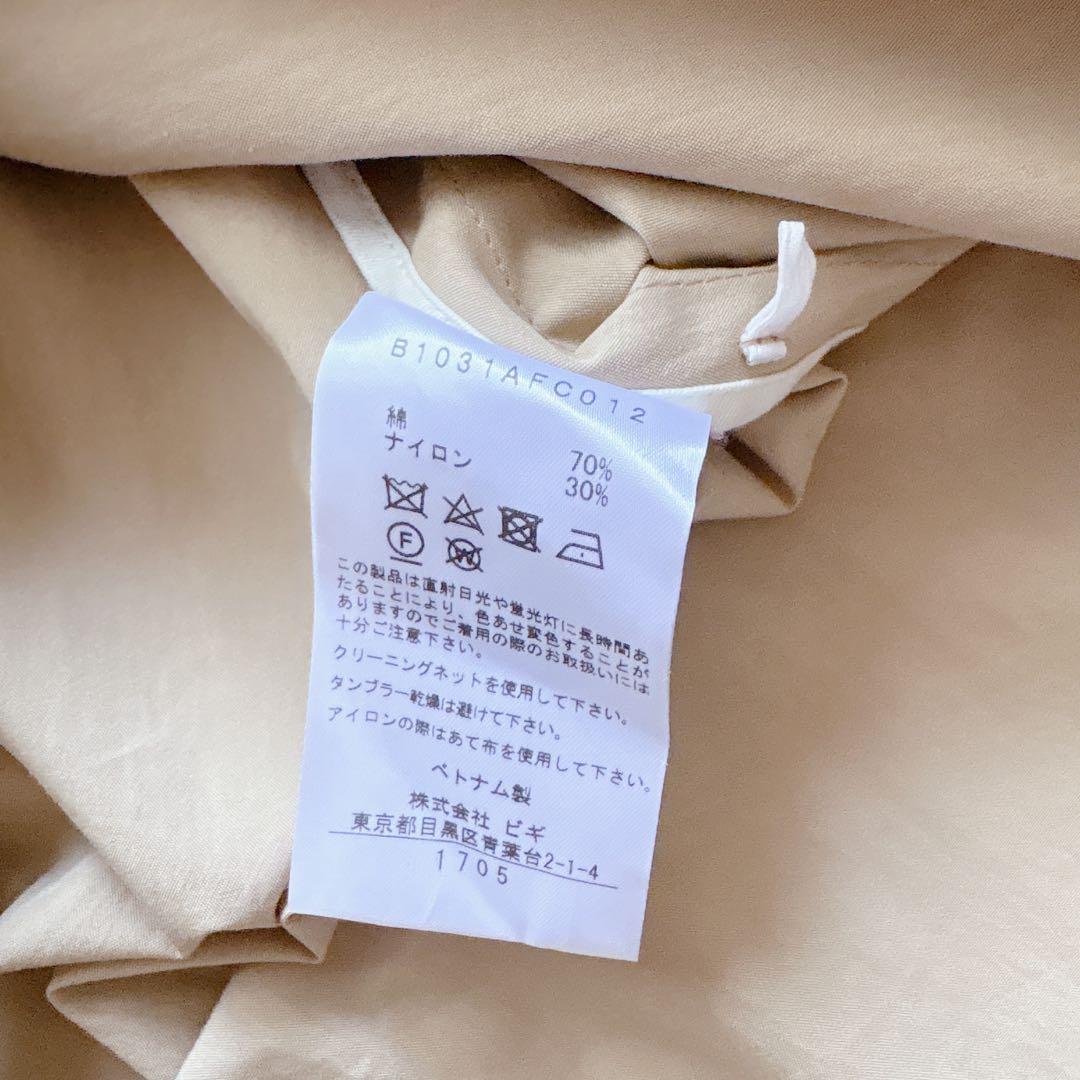 B1031AFC012
綿 70%
ナイロン 30%
F W
この製品は直射日光や螢光灯に長時間あ
たることにより、色あせ変色することが
ありますのでご着用の際のお取扱いには
十分ご注意下さい。
クリーニングネットを使用して下さい。
タンブラー乾燥は避けて下さい。
アイロンの際はあて布を使用して下さい。
ベトナム製
株式会社 ビギ
東京都目黒区青葉台2-1-4
1705